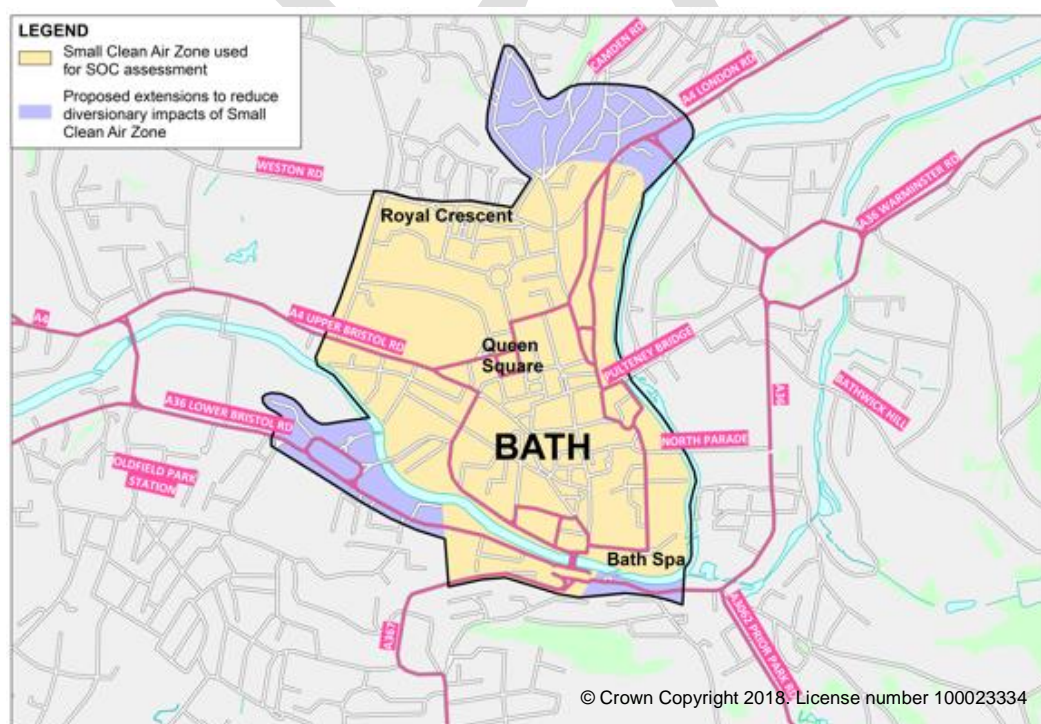 LEGEND
Small Clean Air Zone used
for SOC assessment
Proposed extensions to reduce
diversionary impacts of Small
Clean Air Zone
CAMDEN RD
A4 LONDON RD
WESTON RD
A36 WARMINSTER RD
Royal Crescent
A4
A4 UPPER BRISTOL RD
Queen
Square
PULTENEY BRIDGE
A36
BATHWICK HILL
A36 LOWER BRISTOL RD
BATH
NORTH PARADE
OLDFIELD PARK
STATION
Bath Spa
A367
A3062 PRIOR PARK
© Crown Copyright 2018. License number 100023334